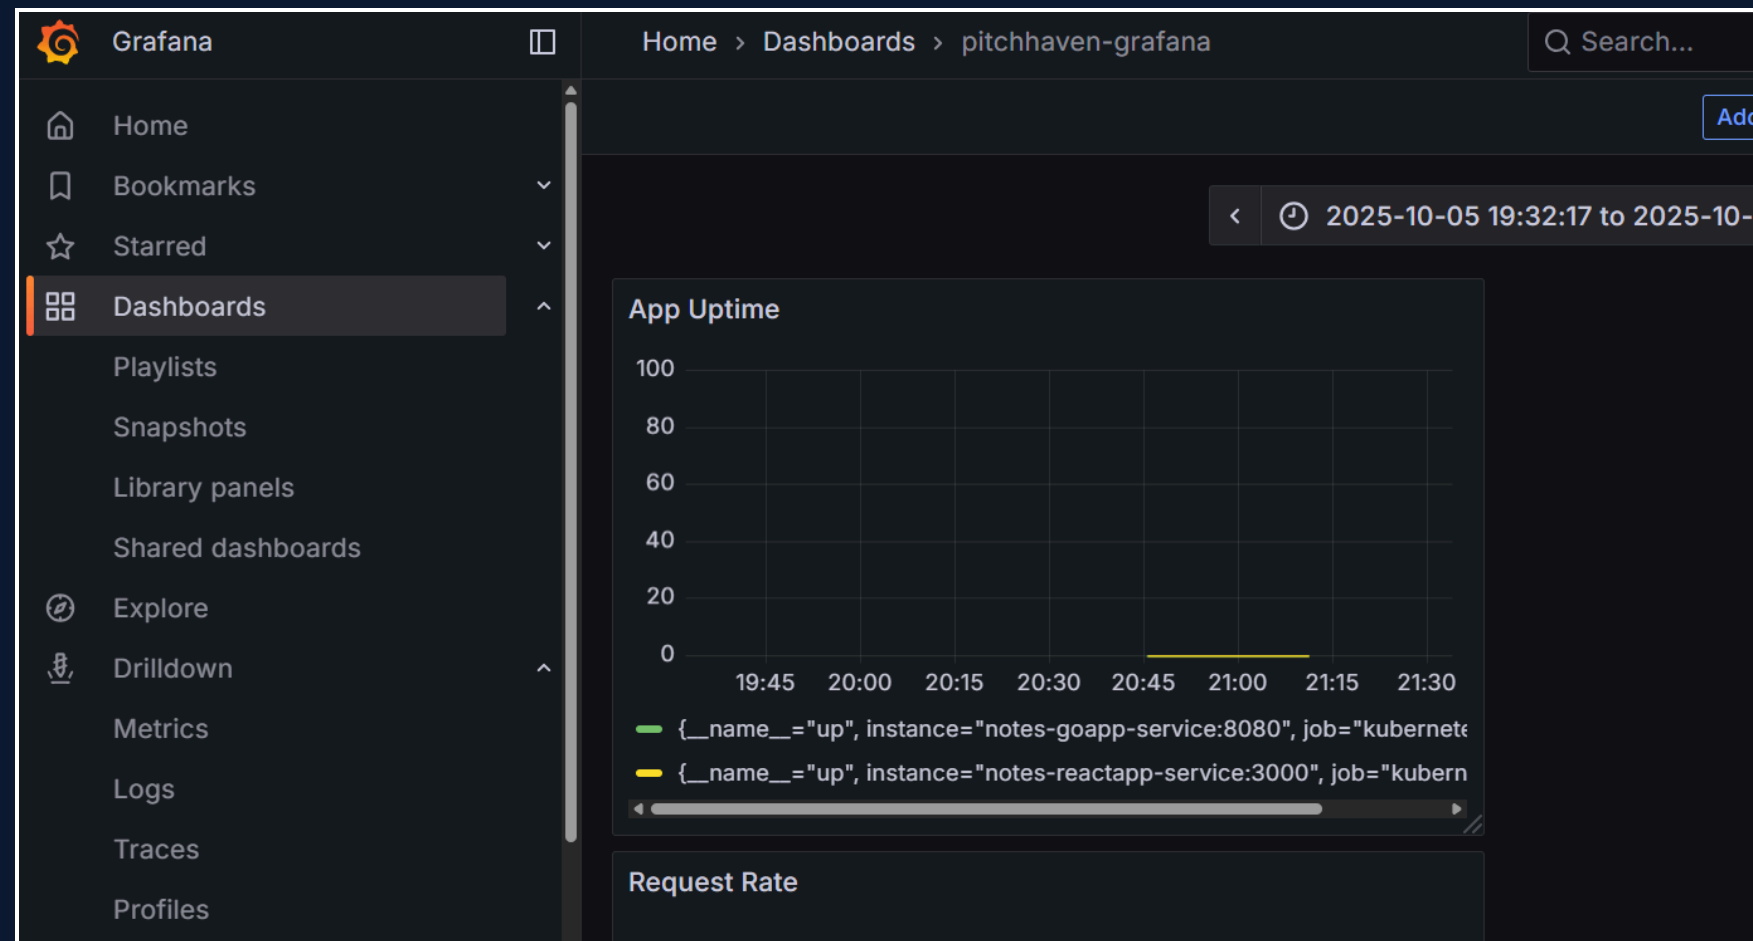 Grafana
Home › Dashboards › pitchhaven-grafana
Search...
Home
Bookmarks
Starred
Dashboards
Playlists
Snapshots
Library panels
Shared dashboards
Explore
Drilldown
Metrics
Logs
Traces
Profiles
2025-10-05 19:32:17 to 2025-10-
App Uptime
100
80
60
40
20
0
19:45 20:00 20:15 20:30 20:45 21:00 21:15 21:30
{__name__="up", instance="notes-goapp-service:8080", job="kubernete
{__name__="up", instance="notes-reactapp-service:3000", job="kubern
Request Rate